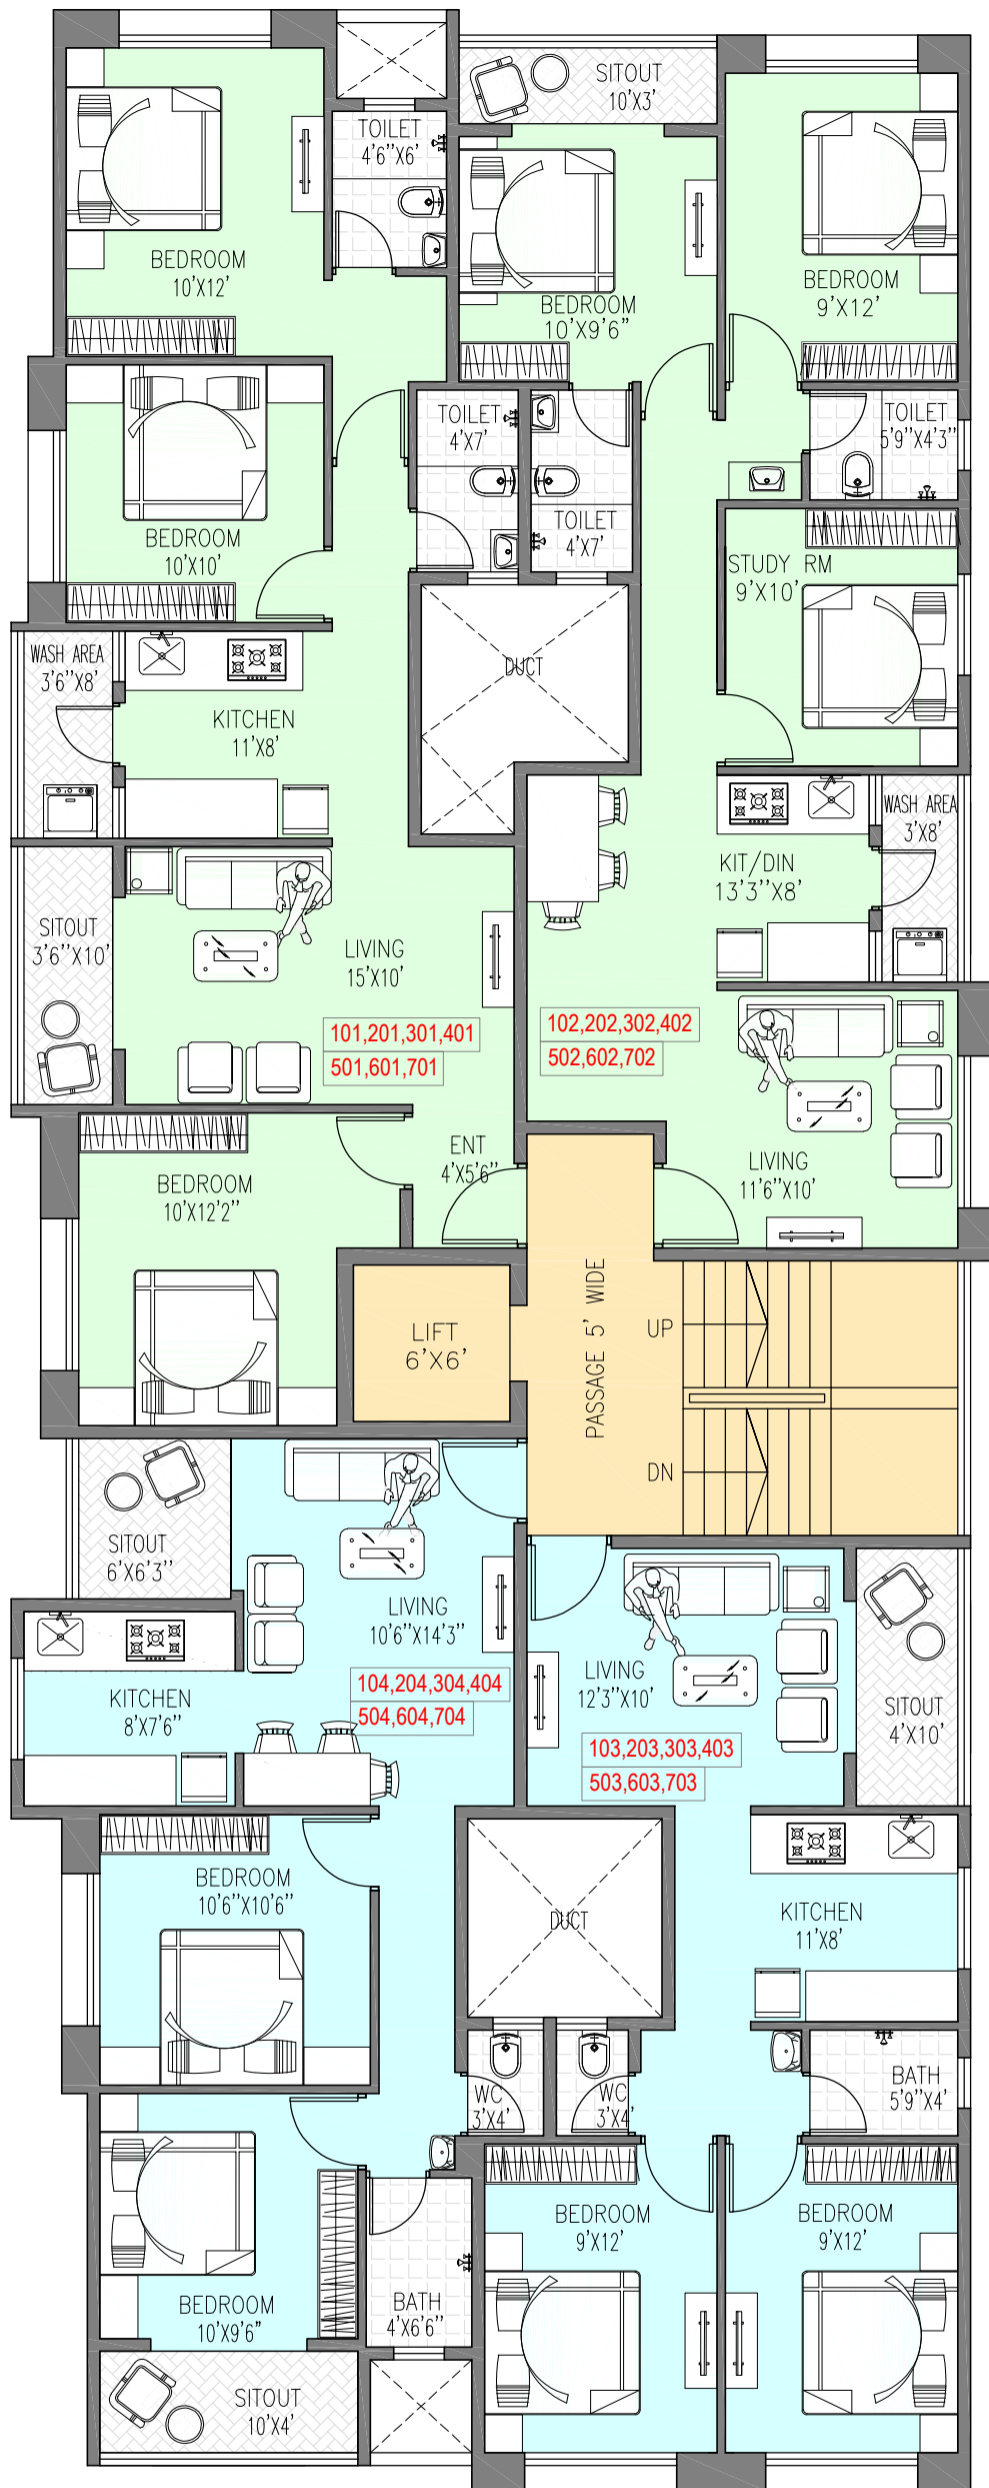 SITOUT
10'X3'
TOILET
4'6"X6'
BEDROOM
10'X12'
BEDROOM
10'X9'6"
BEDROOM
9'X12'
TOILET
4'X7'
TOILET
5'9"X4'3"
TOILET
4'X7'
BEDROOM
10'X10'
STUDY RM
9'X10'
WASH AREA
3'6"X8'
DUCT
KITCHEN
11'X8'
WASH AREA
3'X8'
KIT/DIN
13'3"X8'
SITOUT
3'6"X10'
LIVING
15'X10'
101,201,301,401
501,601,701
102,202,302,402
502,602,702
ENT
4'X5'6"
LIVING
11'6"X10'
BEDROOM
10'X12'2"
LIFT
6'X6'
PASSAGE 5' WIDE
UP
DN
SITOUT
6'X6'3"
LIVING
10'6"X14'3"
104,204,304,404
504,604,704
KITCHEN
8'X7'6"
LIVING
12'3"X10'
103,203,303,403
503,603,703
SITOUT
4'X10'
BEDROOM
10'6"X10'6"
DUCT
KITCHEN
11'X8'
WC
3'X4'
WC
3'X4'
BATH
5'9"X4'
BEDROOM
9'X12'
BEDROOM
9'X12'
BEDROOM
10'X9'6"
BATH
4'X6'6"
SITOUT
10'X4'